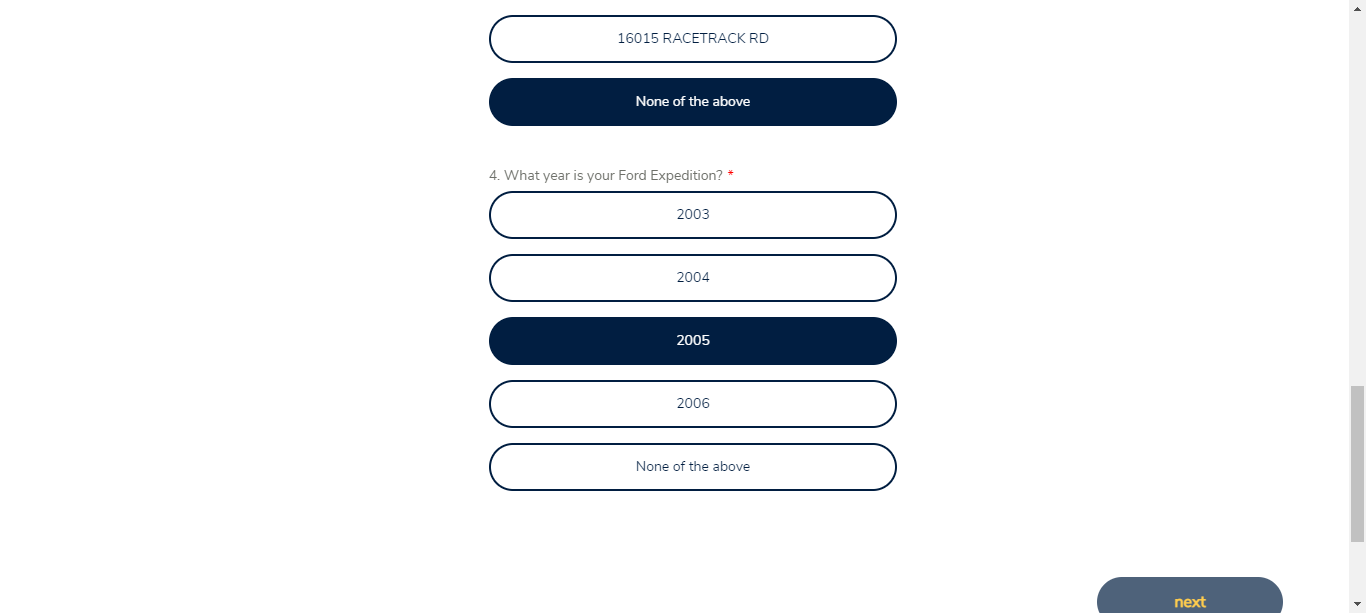 16015 RACETRACK RD
None of the above
4. What year is your Ford Expedition? *
2003
2004
2005
2006
None of the above
next